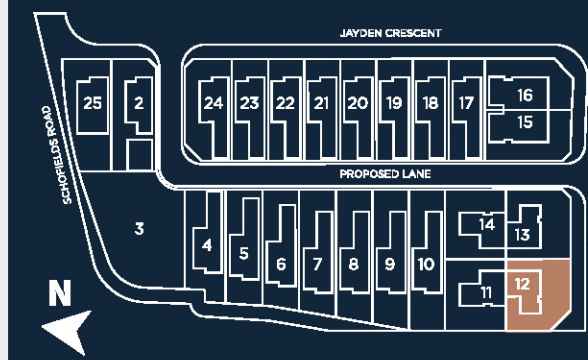 JAYDEN CRESCENT
SCHOFIELDS ROAD
25 2 24 23 22 21 20 19 18 17 16
15
PROPOSED LANE
3 4 5 6 7 8 9 10 14 13
11 12
N